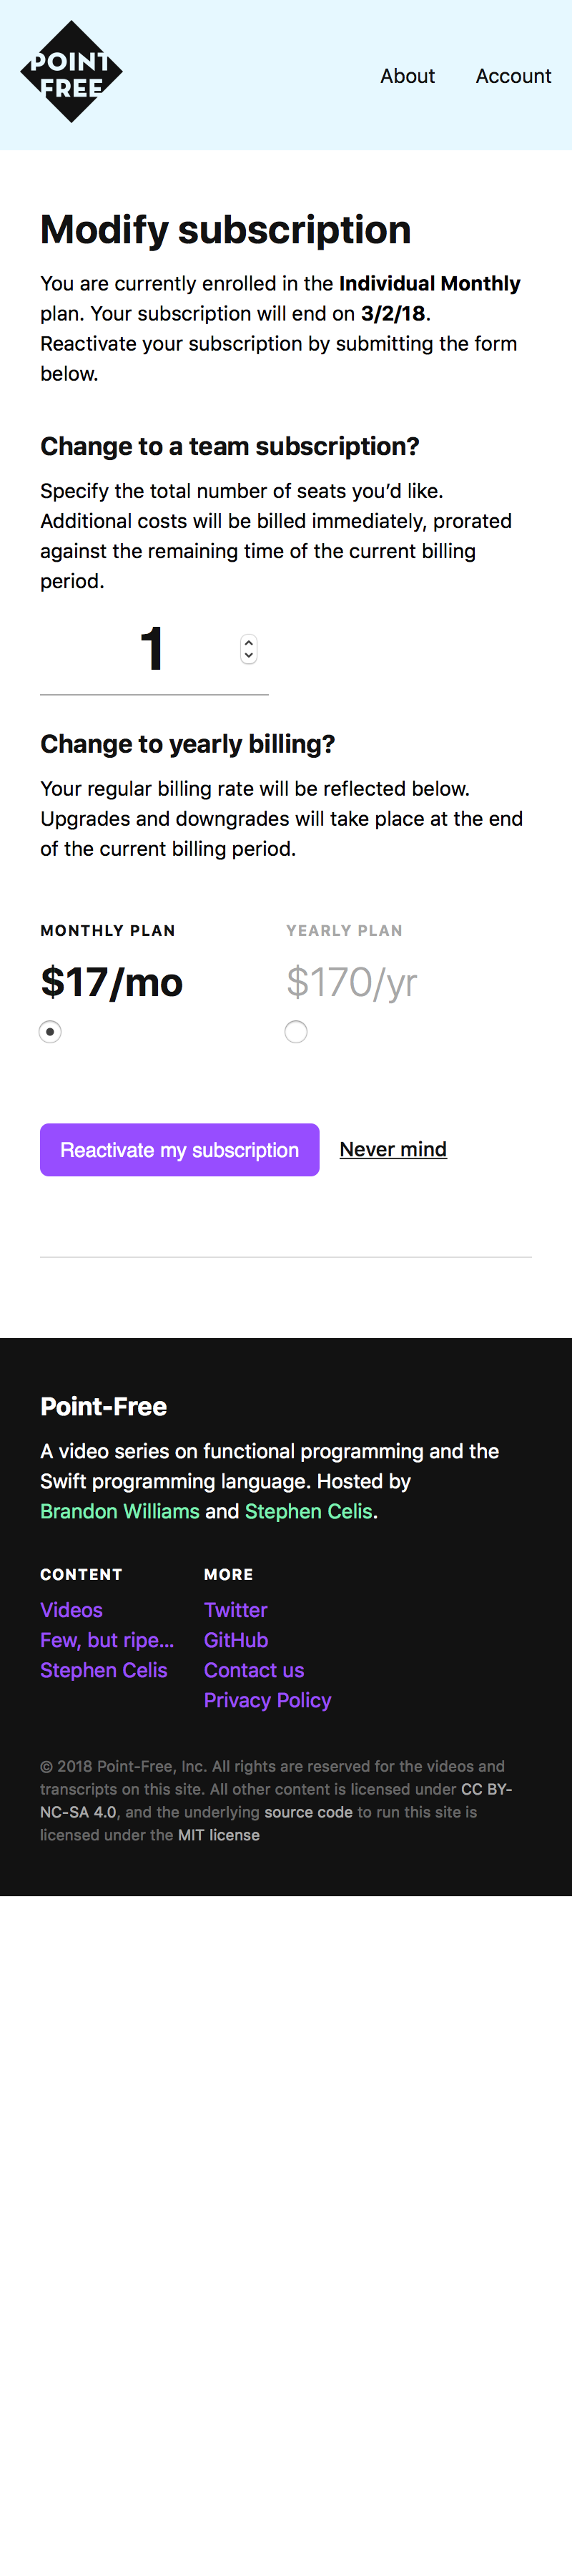 POINT
FREE
About
Account
Modify subscription
You are currently enrolled in the Individual Monthly
plan. Your subscription will end on 3/2/18.
Reactivate your subscription by submitting the form
below.
Change to a team subscription?
Specify the total number of seats you’d like.
Additional costs will be billed immediately, prorated
against the remaining time of the current billing
period.
1
Change to yearly billing?
Your regular billing rate will be reflected below.
Upgrades and downgrades will take place at the end
of the current billing period.
MONTHLY PLAN
$17/mo
YEARLY PLAN
$170/yr
Reactivate my subscription
Never mind
Point-Free
A video series on functional programming and the
Swift programming language. Hosted by
Brandon Williams and Stephen Celis.
CONTENT
Videos
Few, but ripe...
Stephen Celis
MORE
Twitter
GitHub
Contact us
Privacy Policy
© 2018 Point-Free, Inc. All rights are reserved for the videos and
transcripts on this site. All other content is licensed under CC BY-
NC-SA 4.0, and the underlying source code to run this site is
licensed under the MIT license